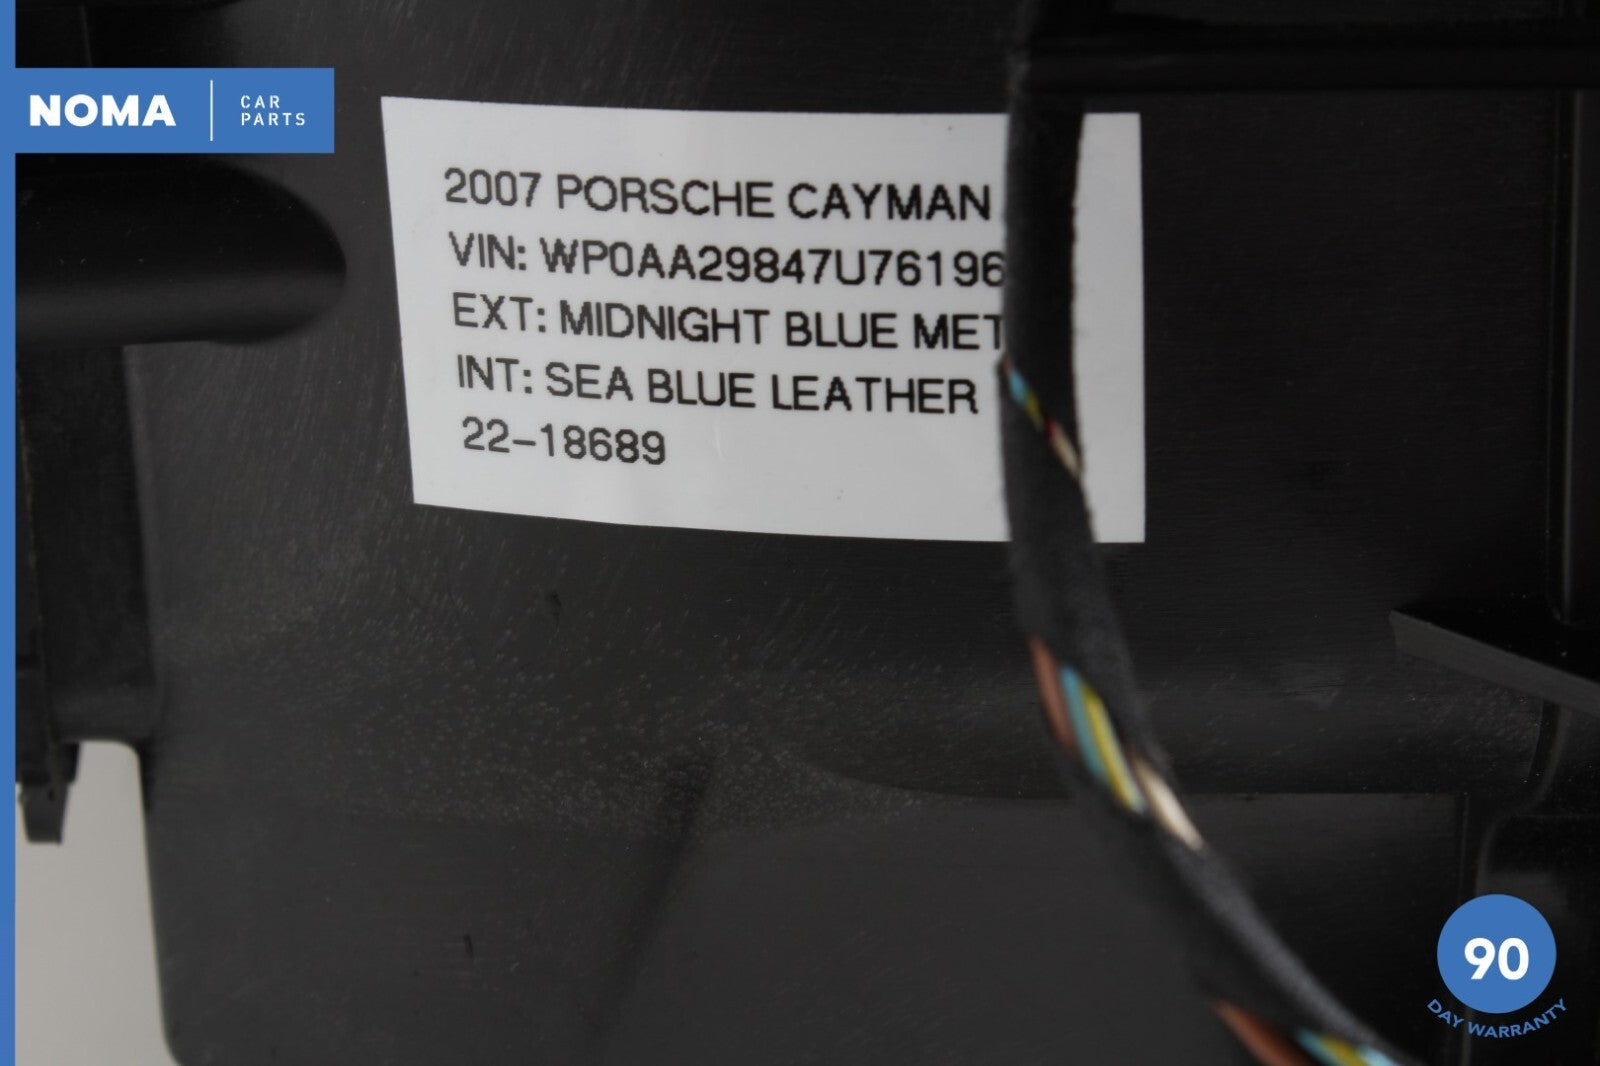 NOMA CAR PARTS
2007 PORSCHE CAYMAN
VIN: WP0AA29847U76196
EXT: MIDNIGHT BLUE MET
INT: SEA BLUE LEATHER
22-18689
90
DAY WARRANTY